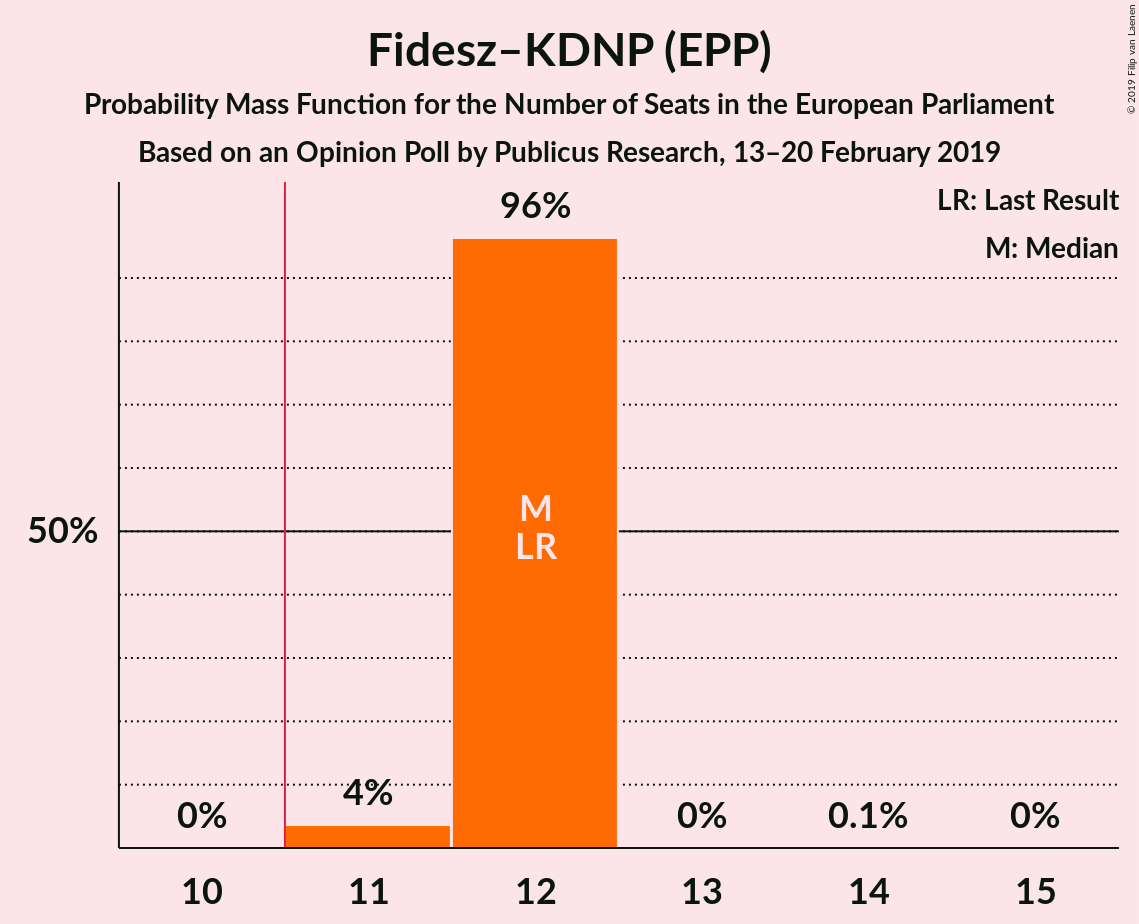 Fidesz–KDNP (EPP)
Probability Mass Function for the Number of Seats in the European Parliament
Based on an Opinion Poll by Publicus Research, 13–20 February 2019
© 2019 Filip van Laenen
LR: Last Result
M: Median
96%
50%
M
LR
0%
4%
0%
0.1%
0%
10
11
12
13
14
15